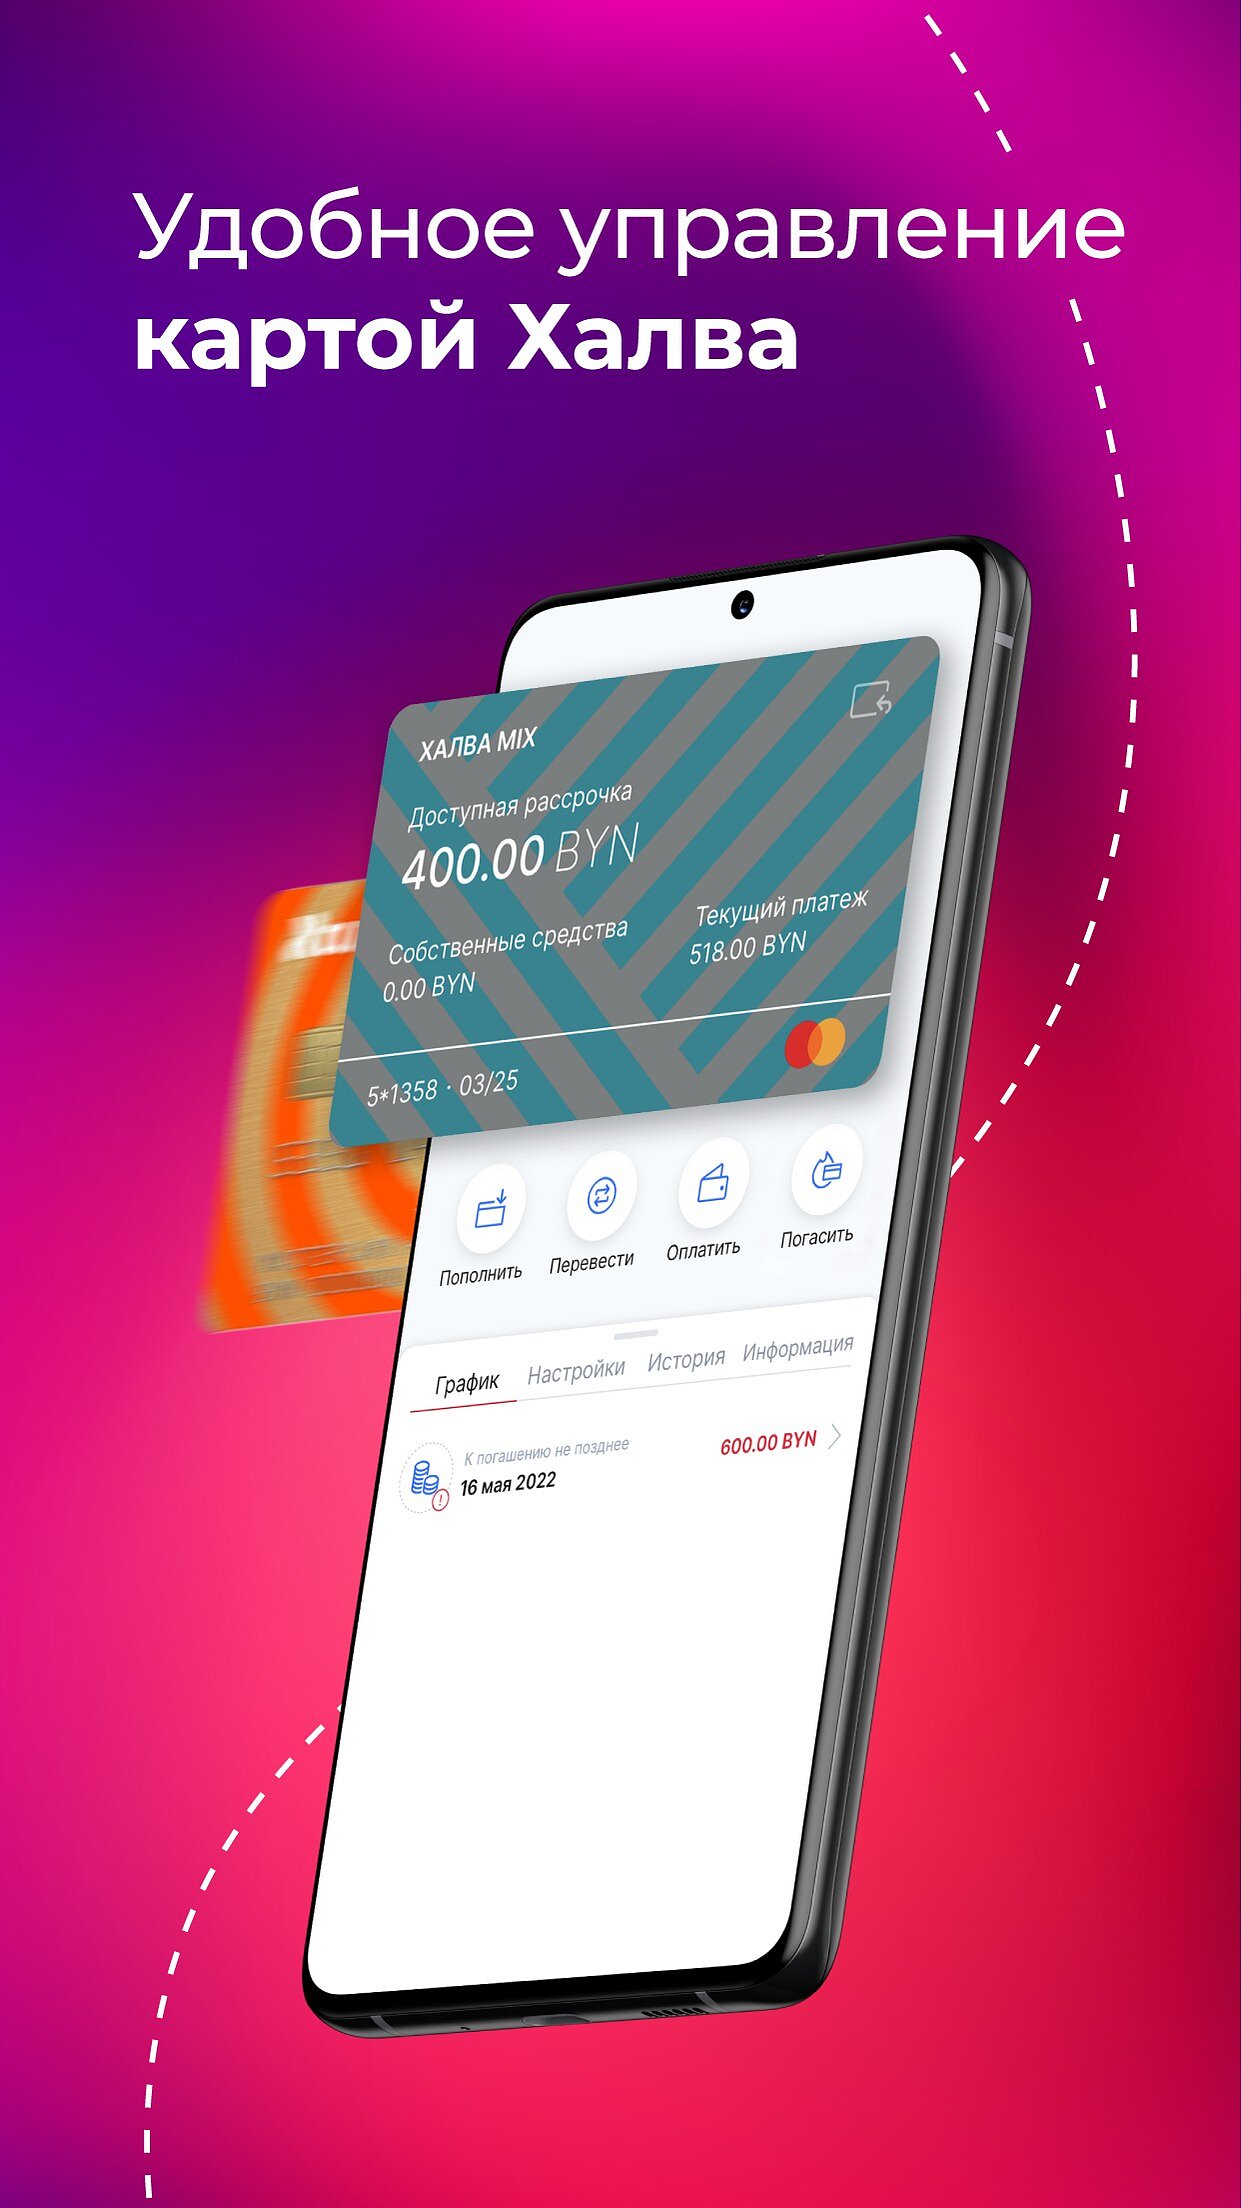 Удобное управление
картой Халва
ХАЛВА MIX
Доступная рассрочка
400.00 BYN
Собственные средства
0.00 BYN
Текущий платеж
518.00 BYN
5*1358 · 03/25
Пополнить
Перевести
Оплатить
Погасить
График
Настройки
История
Информация
К погашению не позднее
16 мая 2022
600.00 BYN